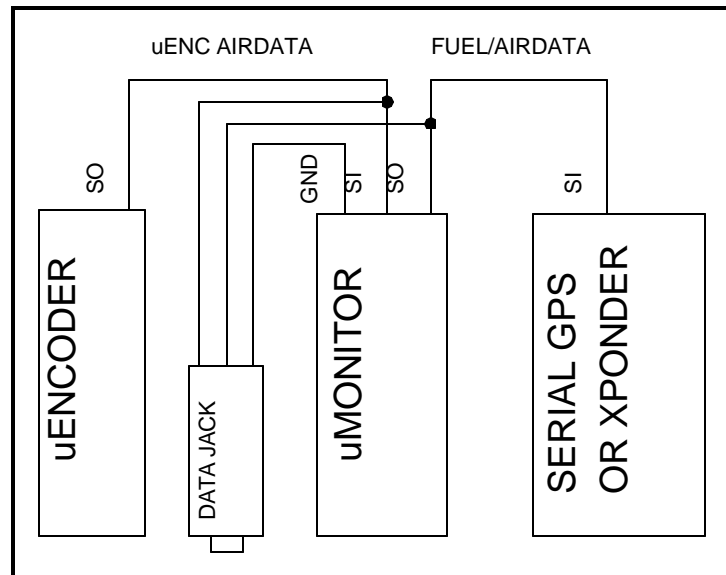 uENC AIRDATA
FUEL/AIRDATA
SO
GND
SI
SO
SI
uENCODER
DATA JACK
uMONITOR
SERIAL GPS
OR XPONDER